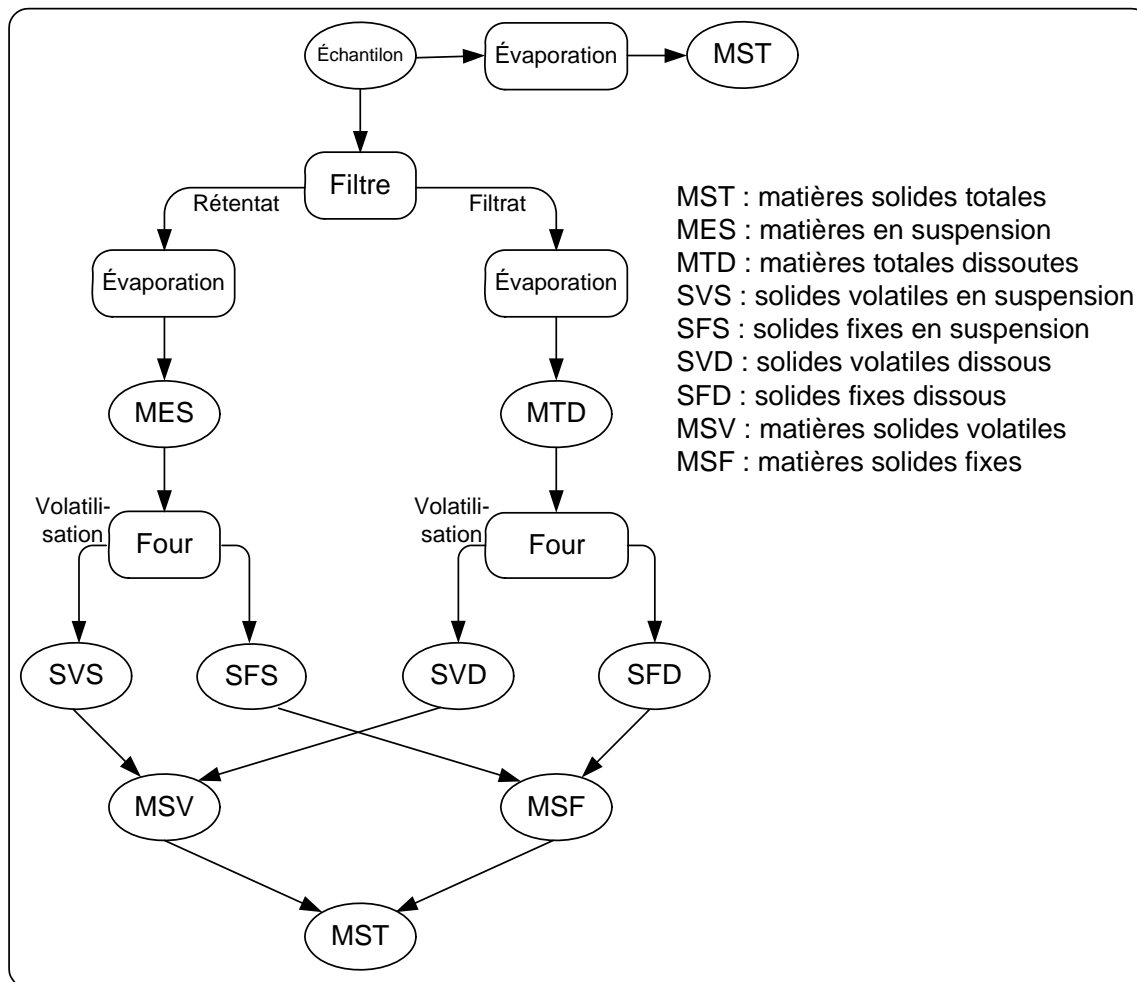 Échantilon
Évaporation
MST
Filtre
Rétentat
Filtrat
Évaporation
Évaporation
MES
MTD
Volatili-
sation
Four
Volatili-
sation
Four
SVS
SFS
SVD
SFD
MSV
MSF
MST
MST : matières solides totales
MES : matières en suspension
MTD : matières totales dissoutes
SVS : solides volatiles en suspension
SFS : solides fixes en suspension
SVD : solides volatiles dissous
SFD : solides fixes dissous
MSV : matières solides volatiles
MSF : matières solides fixes